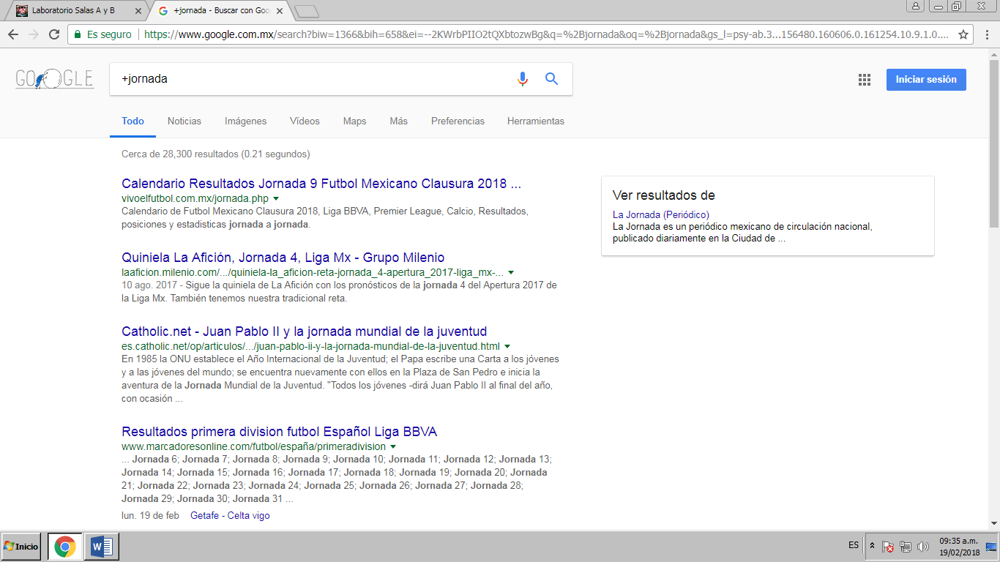 Laboratorio Salas A y B
+jornada - Buscar con Goo
Es seguro
https://www.google.com.mx/search?biw=1366&bih=658&ei=--2KWrbPIIO2tQXbtozwBg&q=%2Bjornada&oq=%2Bjornada&gs_l=psy-ab.3...156480.160606.0.161254.10.9.1.0....
GOOGLE
+jornada
Iniciar sesión
Todo Noticias Imágenes Vídeos Maps Más Preferencias Herramientas
Cerca de 28,300 resultados (0.21 segundos)
Calendario Resultados Jornada 9 Futbol Mexicano Clausura 2018 ...
vivoelfutbol.com.mx/jornada.php
Calendario de Futbol Mexicano Clausura 2018, Liga BBVA, Premier League, Calcio, Resultados,
posiciones y estadisticas jornada a jornada.
Quiniela La Afición, Jornada 4, Liga Mx - Grupo Milenio
laaficion.milenio.com/.../quiniela-la_aficion-reta-jornada_4-apertura_2017-liga_mx-...
10 ago. 2017 - Sigue la quiniela de La Afición con los pronósticos de la jornada 4 del Apertura 2017 de
la Liga Mx. También tenemos nuestra tradicional reta.
Catholic.net - Juan Pablo II y la jornada mundial de la juventud
es.catholic.net/op/articulos/.../juan-pablo-ii-y-la-jornada-mundial-de-la-juventud.html
En 1985 la ONU establece el Año Internacional de la Juventud; el Papa escribe una Carta a los jóvenes
y a las jóvenes del mundo; se encuentra nuevamente con ellos en la Plaza de San Pedro e inicia la
aventura de la Jornada Mundial de la Juventud. "Todos los jóvenes -dirá Juan Pablo II al final del año,
con ocasión ...
Resultados primera division futbol Español Liga BBVA
www.marcadoresonline.com/futbol/españa/primeradivision
... Jornada 6; Jornada 7; Jornada 8; Jornada 9; Jornada 10; Jornada 11; Jornada 12; Jornada 13;
Jornada 14; Jornada 15; Jornada 16; Jornada 17; Jornada 18; Jornada 19; Jornada 20; Jornada
21; Jornada 22; Jornada 23; Jornada 24; Jornada 25; Jornada 26; Jornada 27; Jornada 28;
Jornada 29; Jornada 30; Jornada 31 ...
lun. 19 de feb Getafe - Celta vigo
Ver resultados de
La Jornada (Periódico)
La Jornada es un periódico mexicano de circulación nacional,
publicado diariamente en la Ciudad de ...
Inicio
ES
09:35 a.m.
19/02/2018